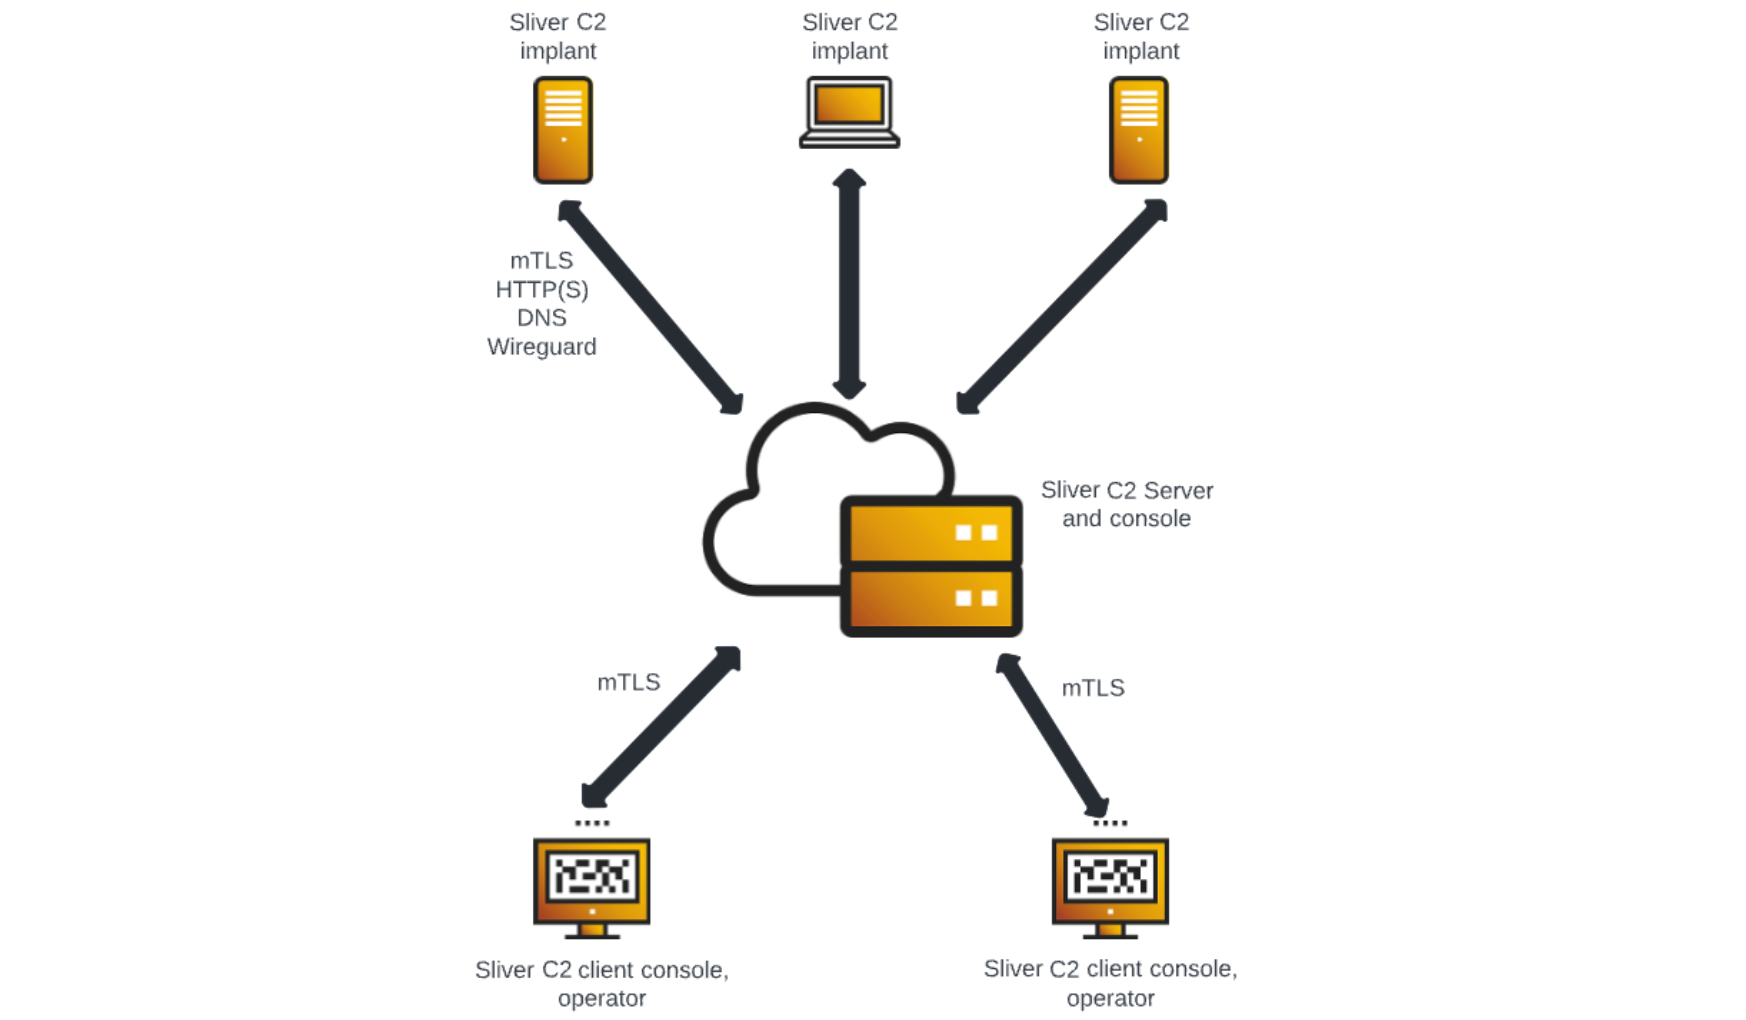 Sliver C2
implant
Sliver C2
implant
Sliver C2
implant
mTLS
HTTP(S)
DNS
Wireguard
Sliver C2 Server
and console
mTLS
mTLS
Sliver C2 client console,
operator
Sliver C2 client console,
operator